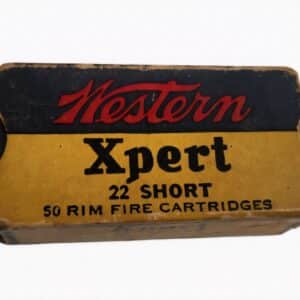 Western
Xpert
22 SHORT
50 RIM FIRE CARTRIDGES